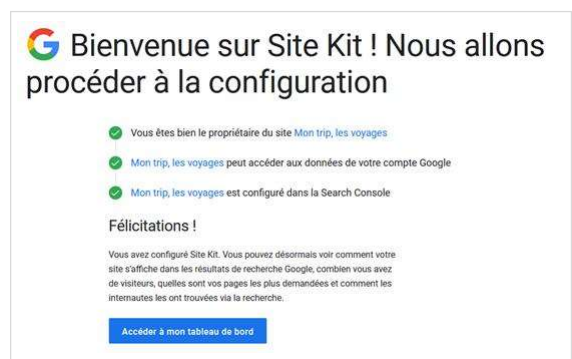 Bienvenue sur Site Kit ! Nous allons
procéder à la configuration
Vous êtes bien le propriétaire du site Mon trip, les voyages
Mon trip, les voyages peut accéder aux données de votre compte Google
Mon trip, les voyages est configuré dans la Search Console
Félicitations !
Vous avez configuré Site Kit. Vous pouvez désormais voir comment votre
site s'affiche dans les résultats de recherche Google, combien vous avez
de visiteurs, quelles sont vos pages les plus demandées et comment les
internautes les ont trouvées via la recherche.
Accéder à mon tableau de bord